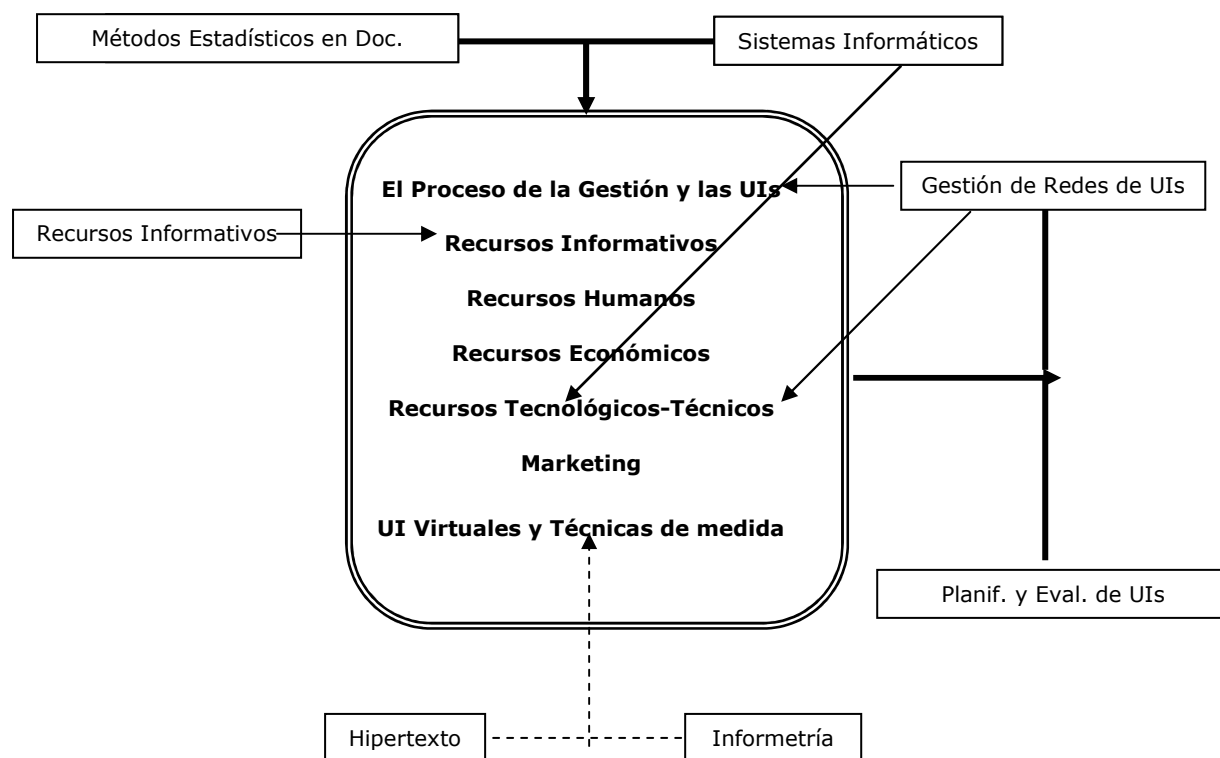 Métodos Estadísticos en Doc.
Sistemas Informáticos
El Proceso de la Gestión y las UIs
Gestión de Redes de UIs
Recursos Informativos
Recursos Informativos
Recursos Humanos
Recursos Económicos
Recursos Tecnológicos-Técnicos
Marketing
UI Virtuales y Técnicas de medida
Planif. y Eval. de UIs
Hipertexto
Informetría